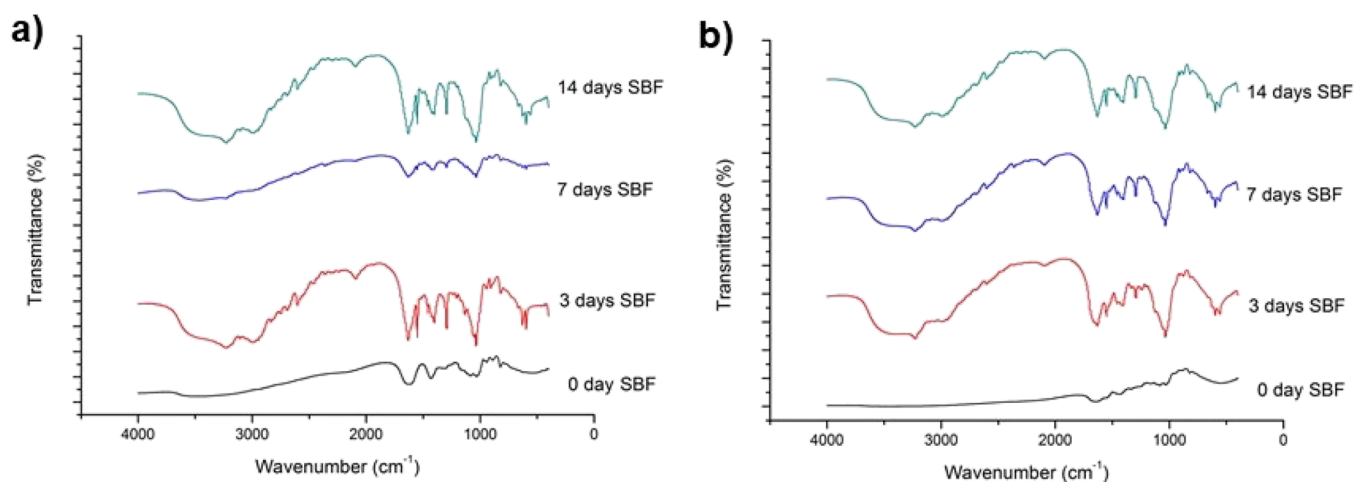 a)
Transmittance (%)
14 days SBF
7 days SBF
3 days SBF
0 day SBF
4000 3000 2000 1000 0
Wavenumber (cm⁻¹)
b)
Transmittance (%)
14 days SBF
7 days SBF
3 days SBF
0 day SBF
4000 3000 2000 1000 0
Wavenumber (cm⁻¹)